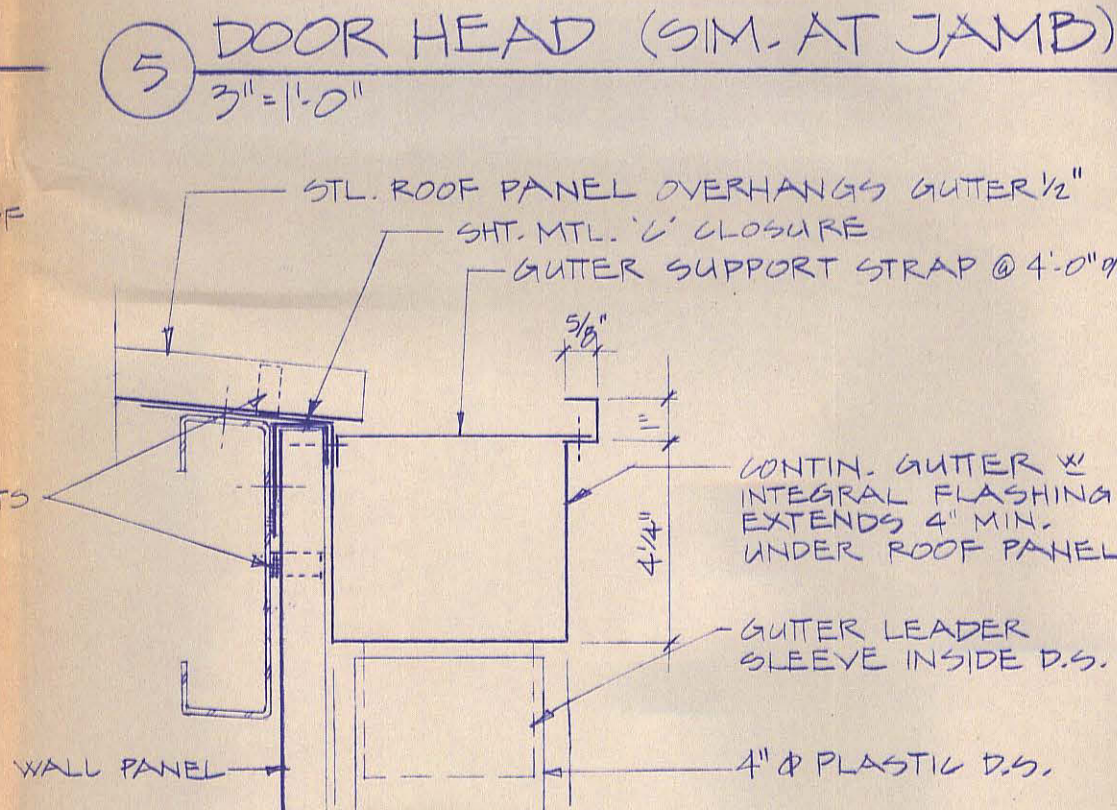 5 DOOR HEAD (SIM. AT JAMB)
3"=1'-0"
STL. ROOF PANEL OVERHANGS GUTTER 1/2"
SHT. MTL. 'C' CLOSURE
GUTTER SUPPORT STRAP @ 4'-0"
5/8"
1"
4 1/4"
CONTIN. GUTTER W/
INTEGRAL FLASHING
EXTENDS 4" MIN.
UNDER ROOF PANEL
GUTTER LEADER
SLEEVE INSIDE D.S.
WALL PANEL
4" Φ PLASTIC D.S.